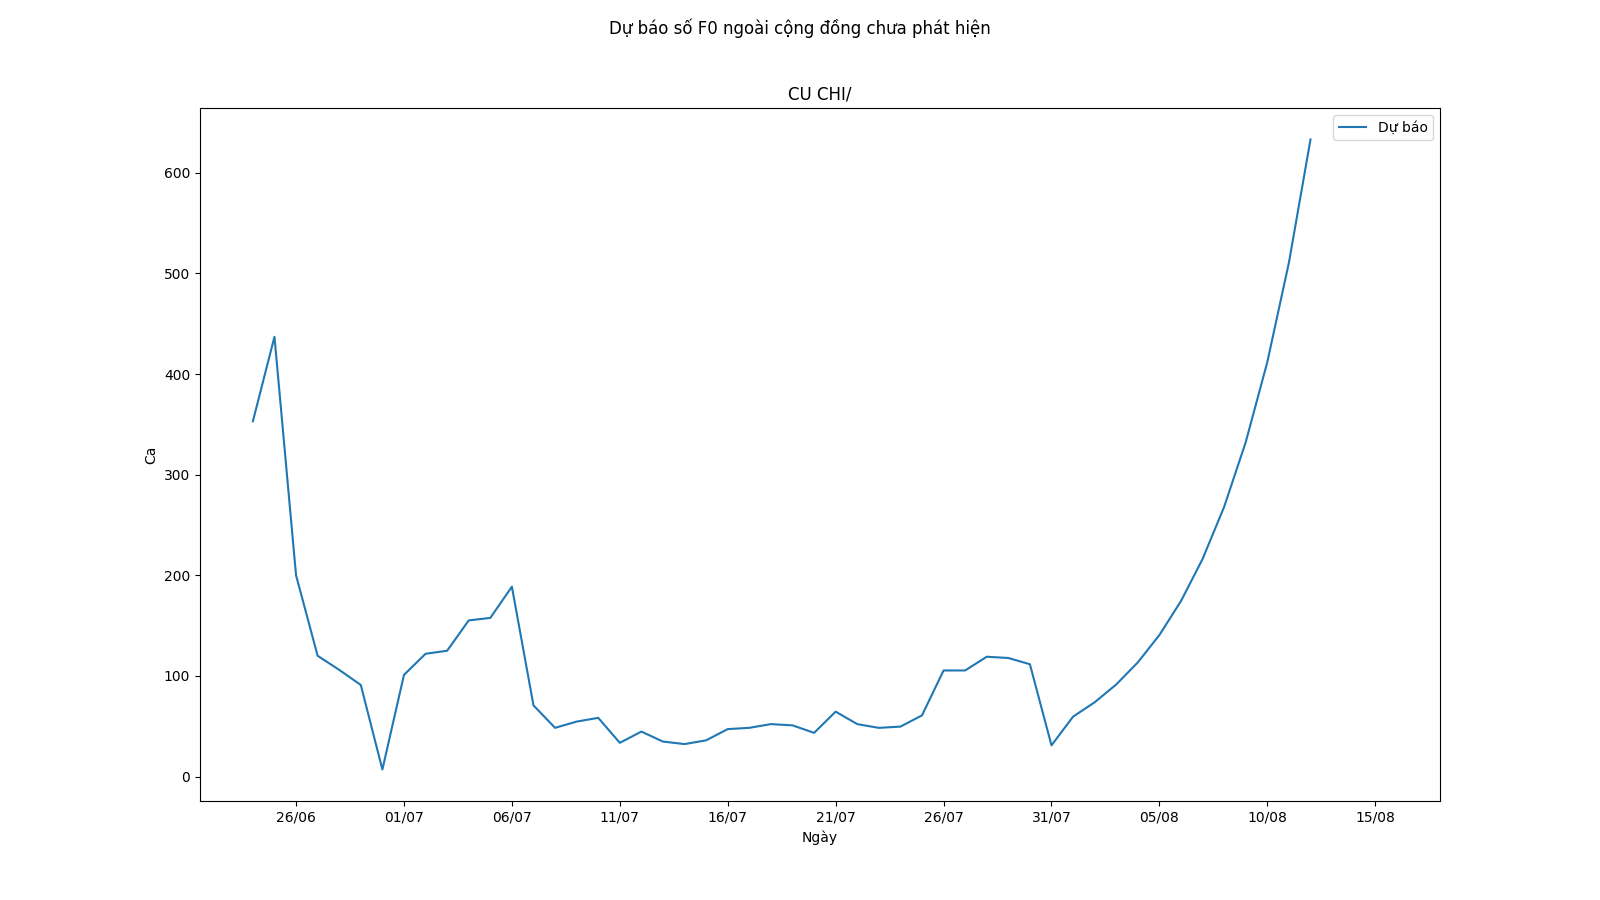 Dự báo số F0 ngoài cộng đồng chưa phát hiện
CU CHI/
Dự báo
600
500
400
300
200
100
0
Ca
26/06 01/07 06/07 11/07 16/07 21/07 26/07 31/07 05/08 10/08 15/08
Ngày